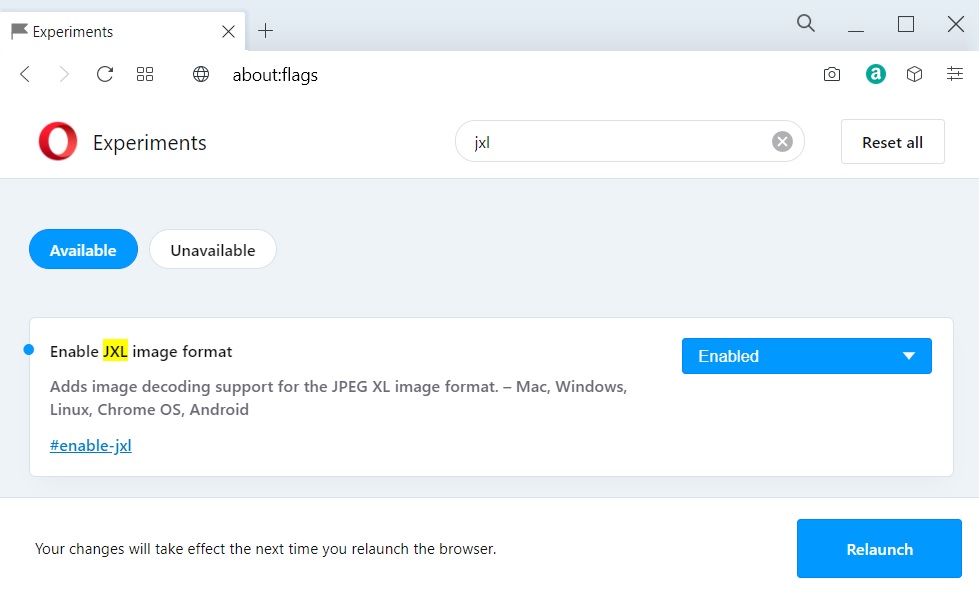 Experiments
about:flags
Experiments
jxl
Reset all
Available
Unavailable
Enable JXL image format
Enabled
Adds image decoding support for the JPEG XL image format. – Mac, Windows,
Linux, Chrome OS, Android
#enable-jxl
Your changes will take effect the next time you relaunch the browser.
Relaunch